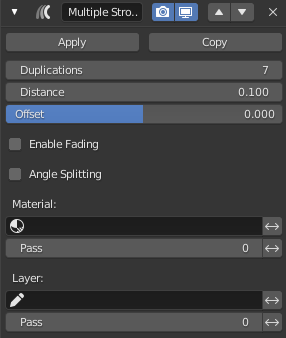 Multiple Stro..
Apply Copy
Duplications 7
Distance 0.100
Offset 0.000
Enable Fading
Angle Splitting
Material:
Pass 0
Layer:
Pass 0